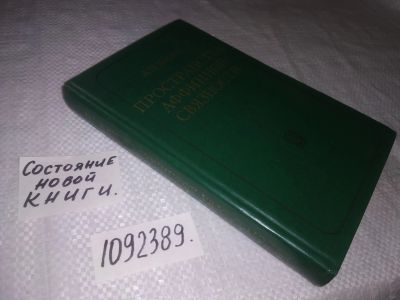 ПРОСТРАНСТВА
АФФИННОЙ
СВЯЗНОСТИ
СОСТОЯНИЕ
НОВОЙ
КНИГИ.
1092389.